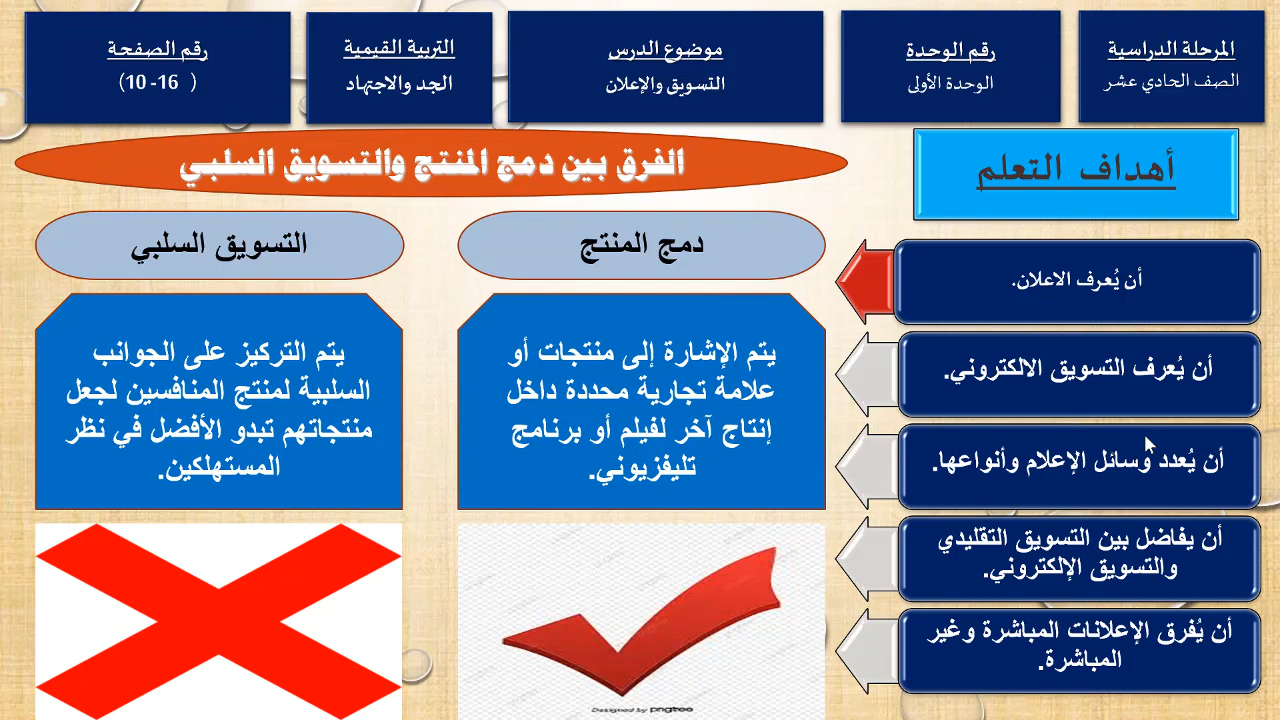 المرحلة الدراسية
الصف الحادي عشر
رقم الوحدة
الوحدة الأولى
موضوع الدرس
التسويق والإعلان
التربية القيمية
الجد والاجتهاد
رقم الصفحة
( 16- 10)
أهداف التعلم
أن يُعرف الاعلان.
أن يُعرف التسويق الالكتروني.
أن يُعدد وسائل الإعلام وأنواعها.
أن يفاضل بين التسويق التقليدي
والتسويق الإلكتروني.
أن يُفرق الإعلانات المباشرة وغير
المباشرة.
الفرق بين دمج المنتج والتسويق السلبي
دمج المنتج
يتم الإشارة إلى منتجات أو
علامة تجارية محددة داخل
إنتاج آخر لفيلم أو برنامج
تليفزيوني.
التسويق السلبي
يتم التركيز على الجوانب
السلبية لمنتج المنافسين لجعل
منتجاتهم تبدو الأفضل في نظر
المستهلكين.
Designed by pngtree